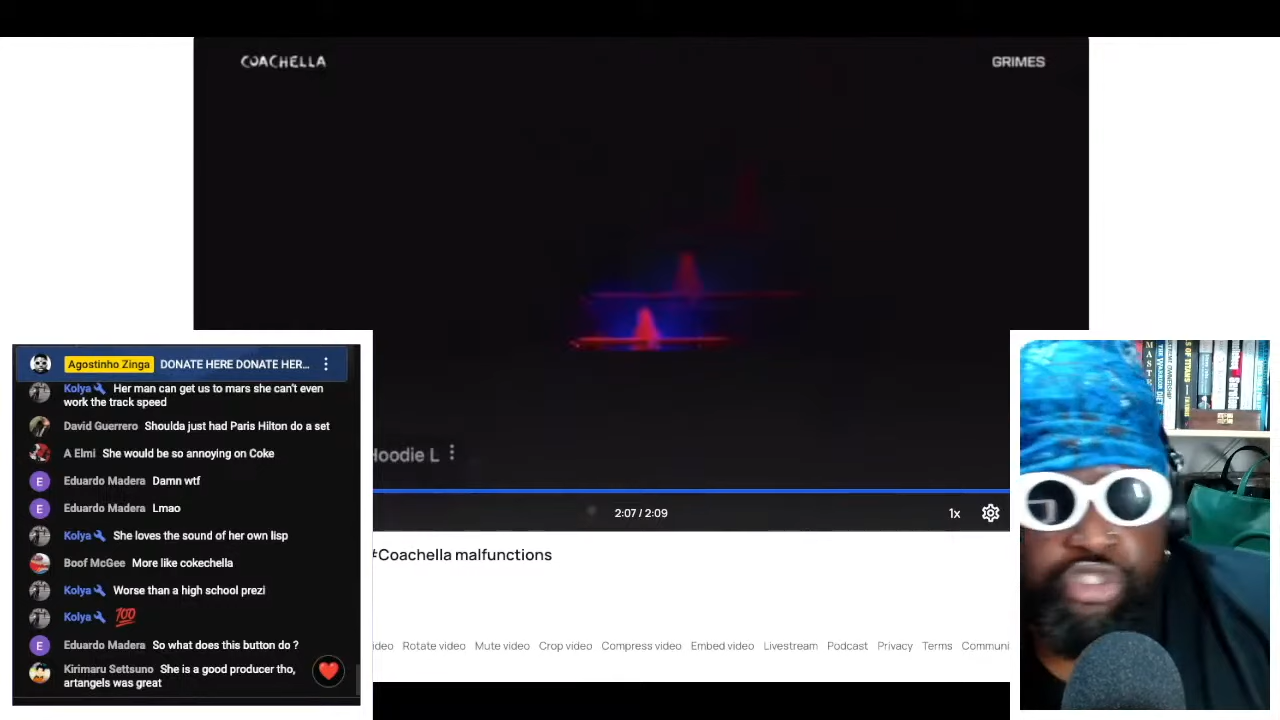 COACHELLA
GRIMES
Hoodie L
2:07 / 2:09
1x
#Coachella malfunctions
Rotate video Mute video Crop video Compress video Embed video Livestream Podcast Privacy Terms
Agostinho Zinga DONATE HERE DONATE HER...
Kolya Her man can get us to mars she can't even
work the track speed
David Guerrero Shoulda just had Paris Hilton do a set
A Elmi She would be so annoying on Coke
Eduardo Madera Damn wtf
Eduardo Madera Lmao
Kolya She loves the sound of her own lisp
Boof McGee More like cokechella
Kolya Worse than a high school prezi
Kolya 💯
Eduardo Madera So what does this button do ?
Kirimaru Settsuno She is a good producer tho,
artangels was great